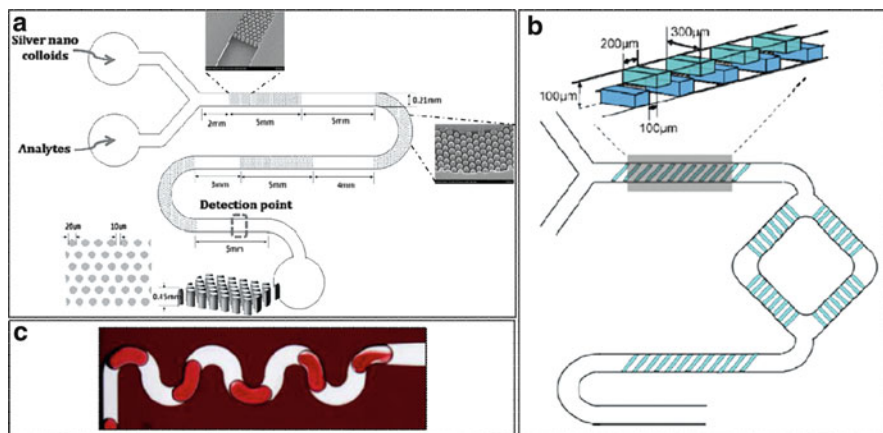 a
Silver nano
colloids
0.21mm
2mm
5mm
5mm
Analytes
3mm
5mm
4mm
Detection point
20um
10um
5mm
0.45mm
b
300μm
200μm
100μm
100μm
c